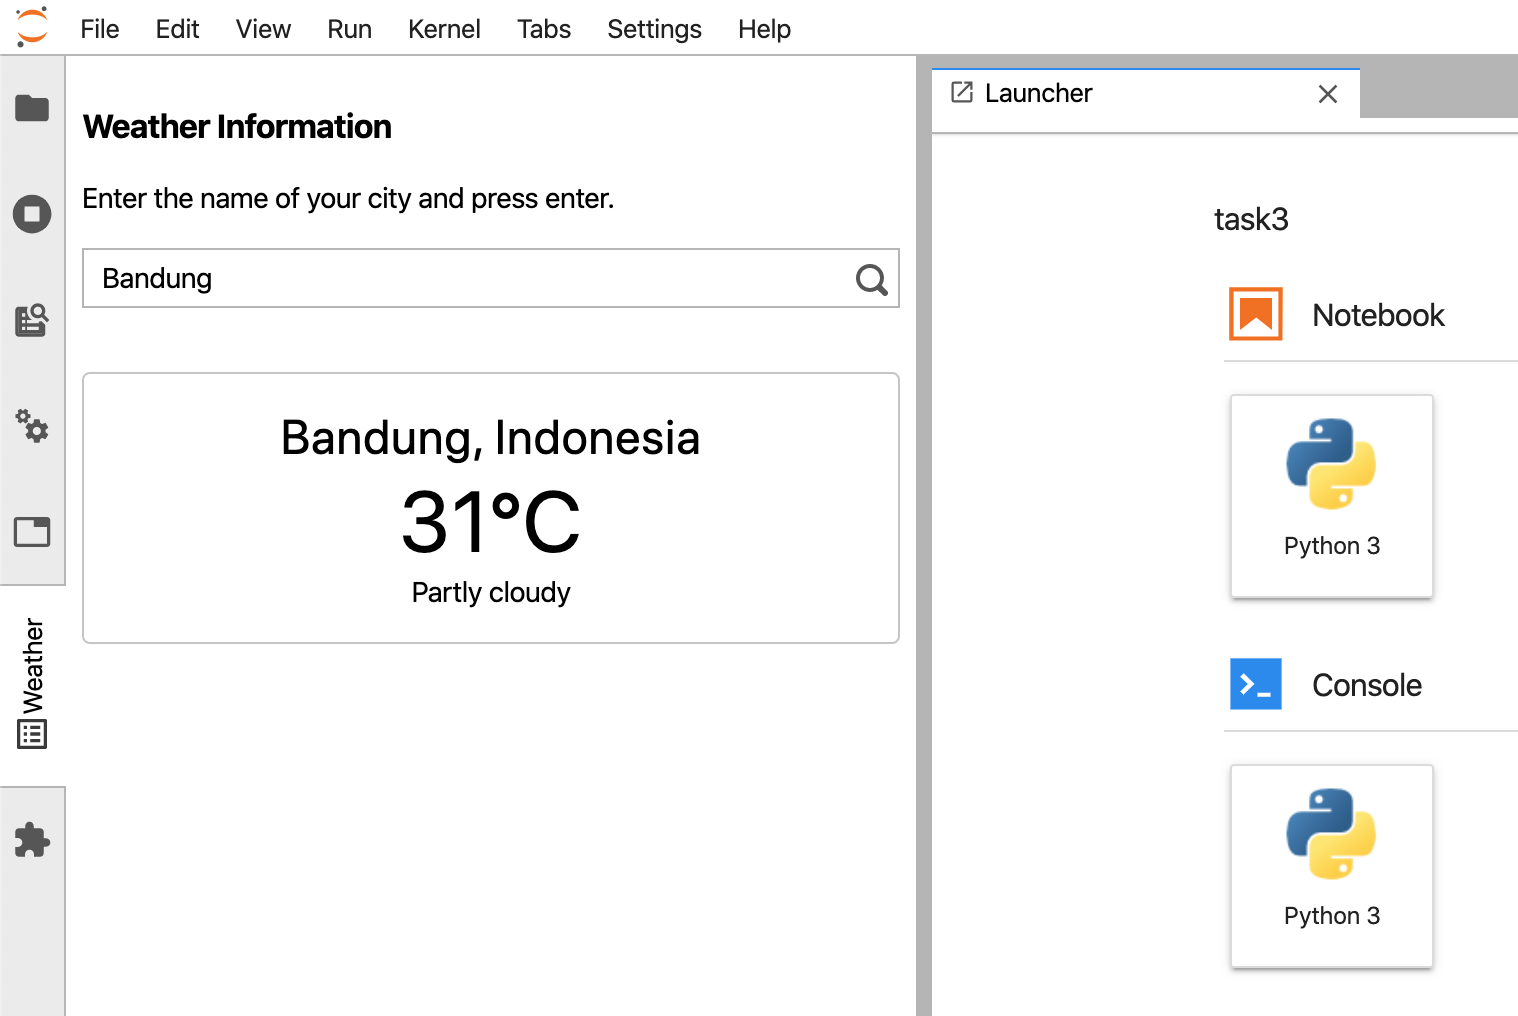 File Edit View Run Kernel Tabs Settings Help
Weather
Weather Information
Enter the name of your city and press enter.
Bandung
Bandung, Indonesia
31°C
Partly cloudy
Launcher
task3
Notebook
Python 3
Console
Python 3